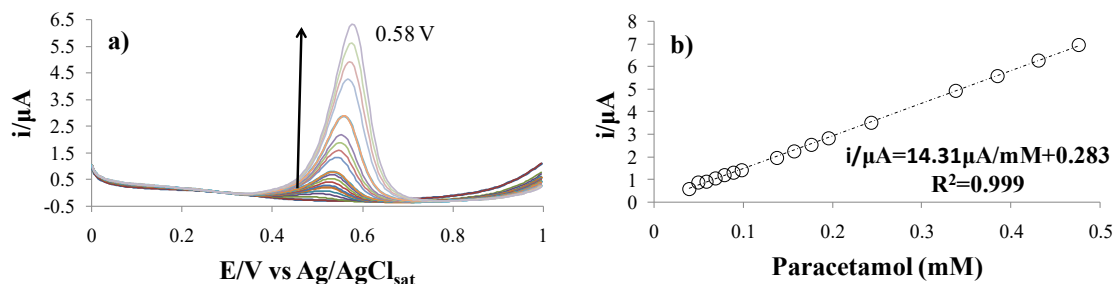 a)
0.58 V
i/µA
6.5
5.5
4.5
3.5
2.5
1.5
0.5
-0.5
0 0.2 0.4 0.6 0.8 1
E/V vs Ag/AgCl_sat
b)
i/µA
8
7
6
5
4
3
2
1
0
i/µA=14.31µA/mM+0.283
R²=0.999
0 0.1 0.2 0.3 0.4 0.5
Paracetamol (mM)